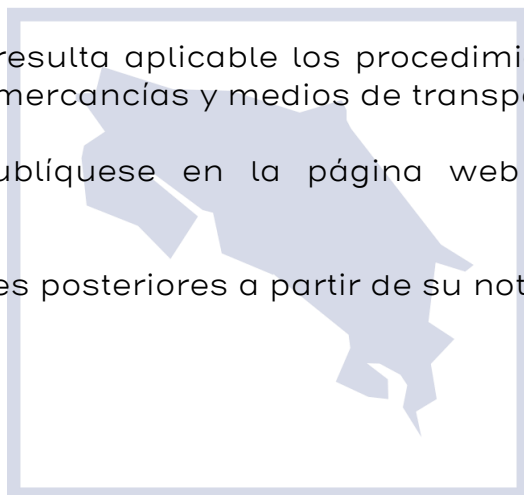 resulta aplicable los procedimi
mercancías y medios de transp
ublíquese en la página web
es posteriores a partir de su not